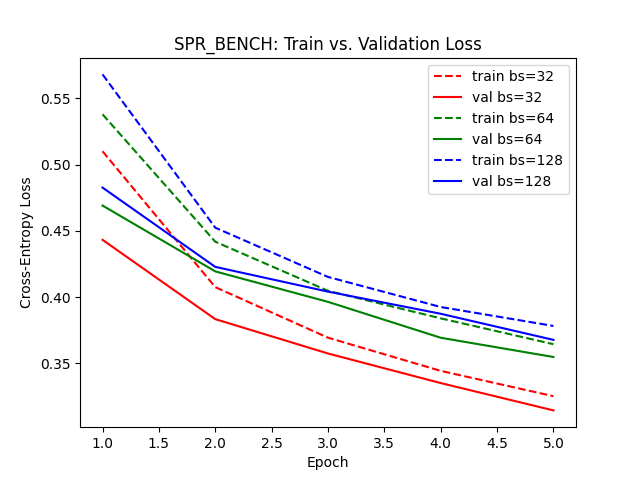 SPR_BENCH: Train vs. Validation Loss
train bs=32
val bs=32
train bs=64
val bs=64
train bs=128
val bs=128
Cross-Entropy Loss
0.55
0.50
0.45
0.40
0.35
1.0 1.5 2.0 2.5 3.0 3.5 4.0 4.5 5.0
Epoch